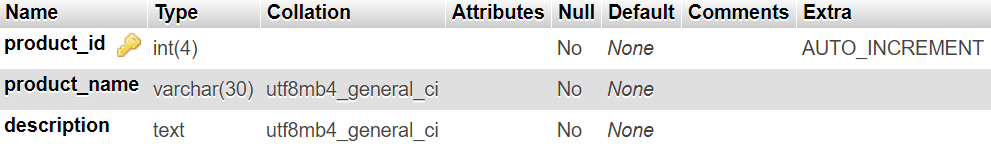 Name Type Collation Attributes Null Default Comments Extra
product_id int(4) No None AUTO_INCREMENT
product_name varchar(30) utf8mb4_general_ci No None
description text utf8mb4_general_ci No None